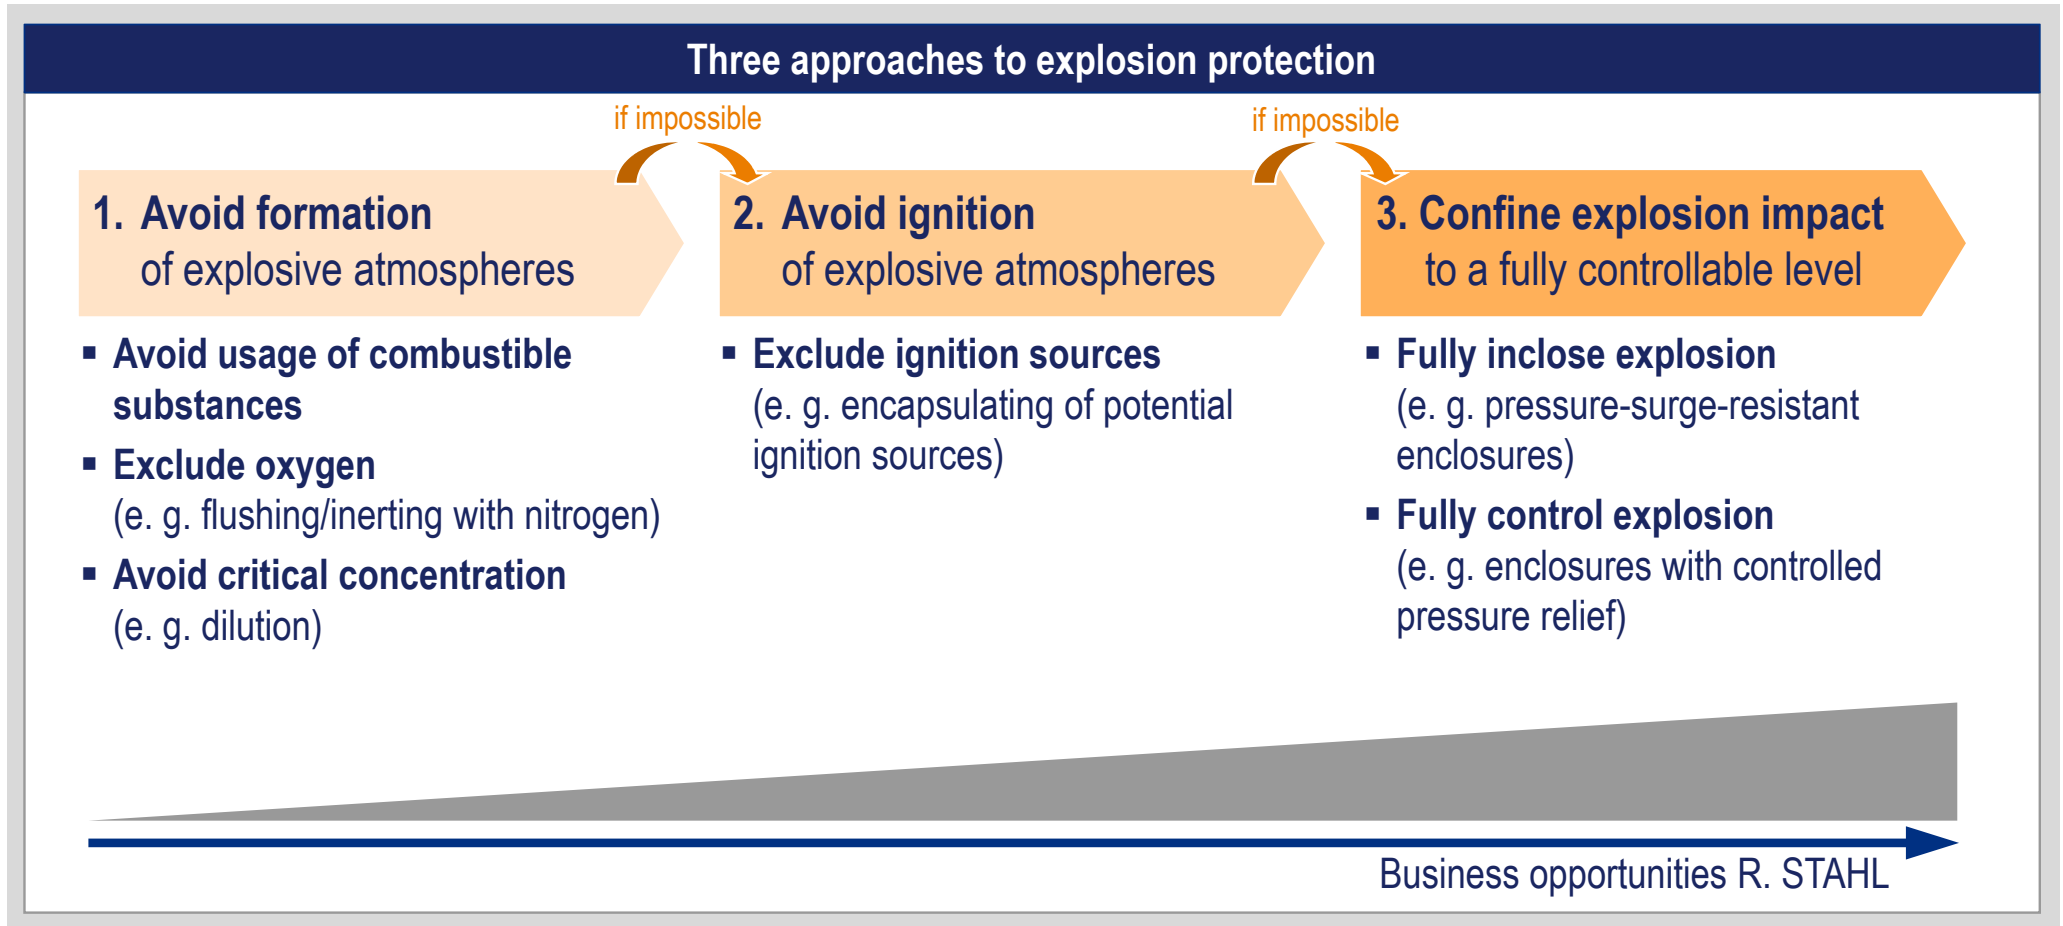 Three approaches to explosion protection
if impossible
if impossible
1. Avoid formation
of explosive atmospheres
▪ Avoid usage of combustible
substances
▪ Exclude oxygen
(e. g. flushing/inerting with nitrogen)
▪ Avoid critical concentration
(e. g. dilution)
2. Avoid ignition
of explosive atmospheres
▪ Exclude ignition sources
(e. g. encapsulating of potential
ignition sources)
3. Confine explosion impact
to a fully controllable level
▪ Fully inclose explosion
(e. g. pressure-surge-resistant
enclosures)
▪ Fully control explosion
(e. g. enclosures with controlled
pressure relief)
Business opportunities R. STAHL